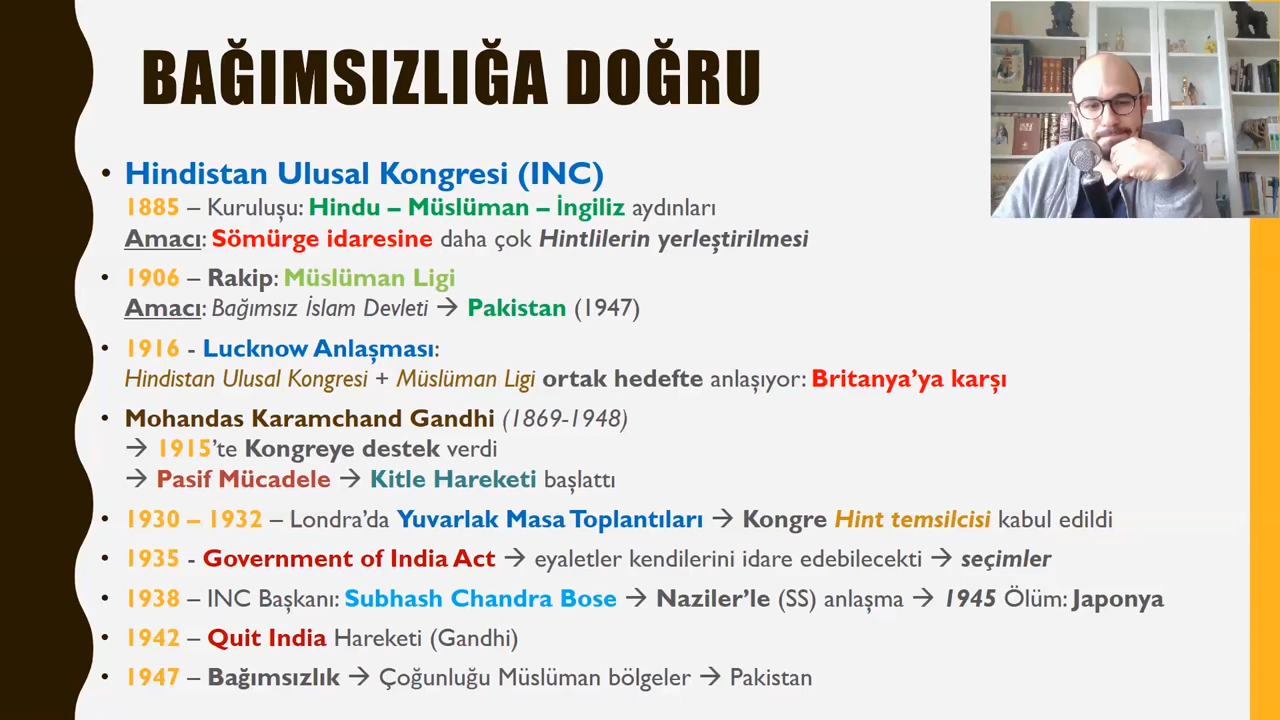 BAĞIMSIZLIĞA DOĞRU
• Hindistan Ulusal Kongresi (INC)
1885 – Kuruluşu: Hindu – Müslüman – İngiliz aydınları
Amacı: Sömürge idaresine daha çok Hintlilerin yerleştirilmesi
• 1906 – Rakip: Müslüman Ligi
Amacı: Bağımsız İslam Devleti → Pakistan (1947)
• 1916 - Lucknow Anlaşması:
Hindistan Ulusal Kongresi + Müslüman Ligi ortak hedefte anlaşıyor: Britanya’ya karşı
• Mohandas Karamchand Gandhi (1869-1948)
→ 1915’te Kongreye destek verdi
→ Pasif Mücadele → Kitle Hareketi başlattı
• 1930 – 1932 – Londra’da Yuvarlak Masa Toplantıları → Kongre Hint temsilcisi kabul edildi
• 1935 - Government of India Act → eyaletler kendilerini idare edebilecekti → seçimler
• 1938 – INC Başkanı: Subhash Chandra Bose → Naziler’le (SS) anlaşma → 1945 Ölüm: Japonya
• 1942 – Quit India Hareketi (Gandhi)
• 1947 – Bağımsızlık → Çoğunluğu Müslüman bölgeler → Pakistan